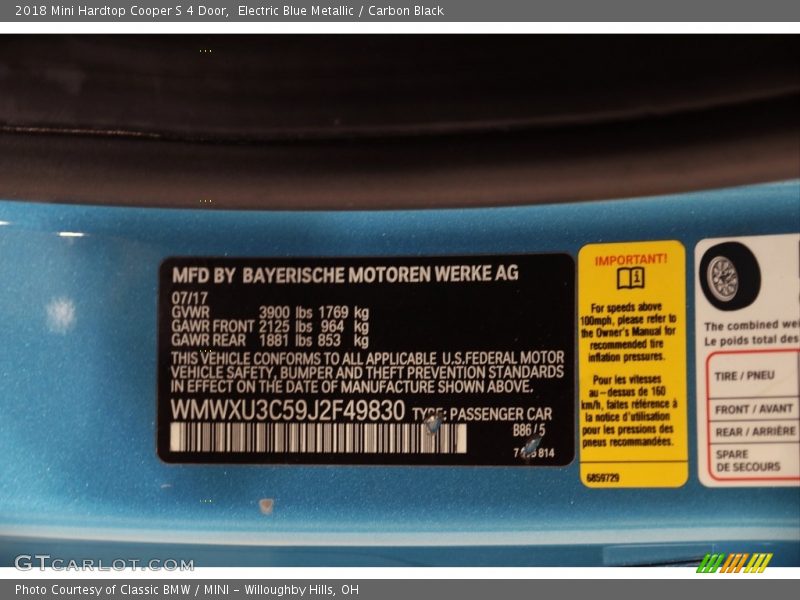 2018 Mini Hardtop Cooper S 4 Door,  Electric Blue Metallic / Carbon Black
MFD BY BAYERISCHE MOTOREN WERKE AG
07/17
GVWR 3900 lbs 1769 kg
GAWR FRONT 2125 lbs 964 kg
GAWR REAR 1881 lbs 853 kg
THIS VEHICLE CONFORMS TO ALL APPLICABLE U.S.FEDERAL MOTOR
VEHICLE SAFETY, BUMPER AND THEFT PREVENTION STANDARDS
IN EFFECT ON THE DATE OF MANUFACTURE SHOWN ABOVE.
WMWXU3C59J2F49830 TYPE: PASSENGER CAR
IMPORTANT!
For speeds above
100mph, please refer to
the Owner's Manual for
recommended tire
inflation pressures.
Pour les vitesses
au-dessus de 160
km/h, faites référence à
la notice d'utilisation
pour les pressions des
pneus recommandées.
6859729
The combined
Le poids total
TIRE / PNEU
FRONT / AVANT
REAR / ARRIÈRE
SPARE
DE SECOURS
GTCARLOT.COM
Photo Courtesy of Classic BMW / MINI - Willoughby Hills, OH